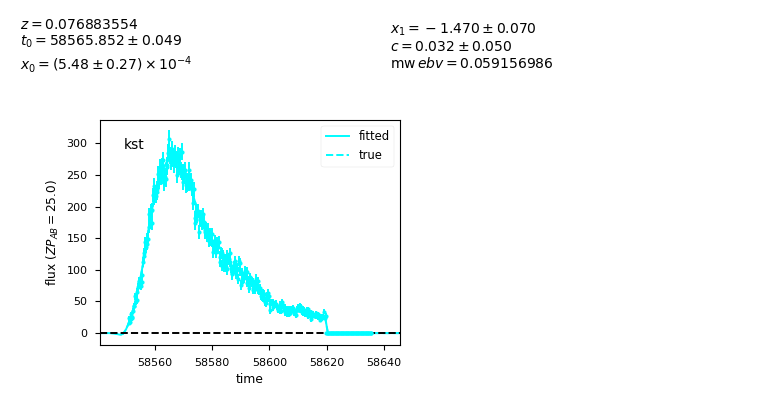 z = 0.076883554
t₀ = 58565.852 ± 0.049
x₀ = (5.48 ± 0.27) × 10⁻⁴
x₁ = −1.470 ± 0.070
c = 0.032 ± 0.050
mwebv = 0.059156986
kst
fitted
true
flux (ZP_AB = 25.0)
300
250
200
150
100
50
0
58560 58580 58600 58620 58640
time